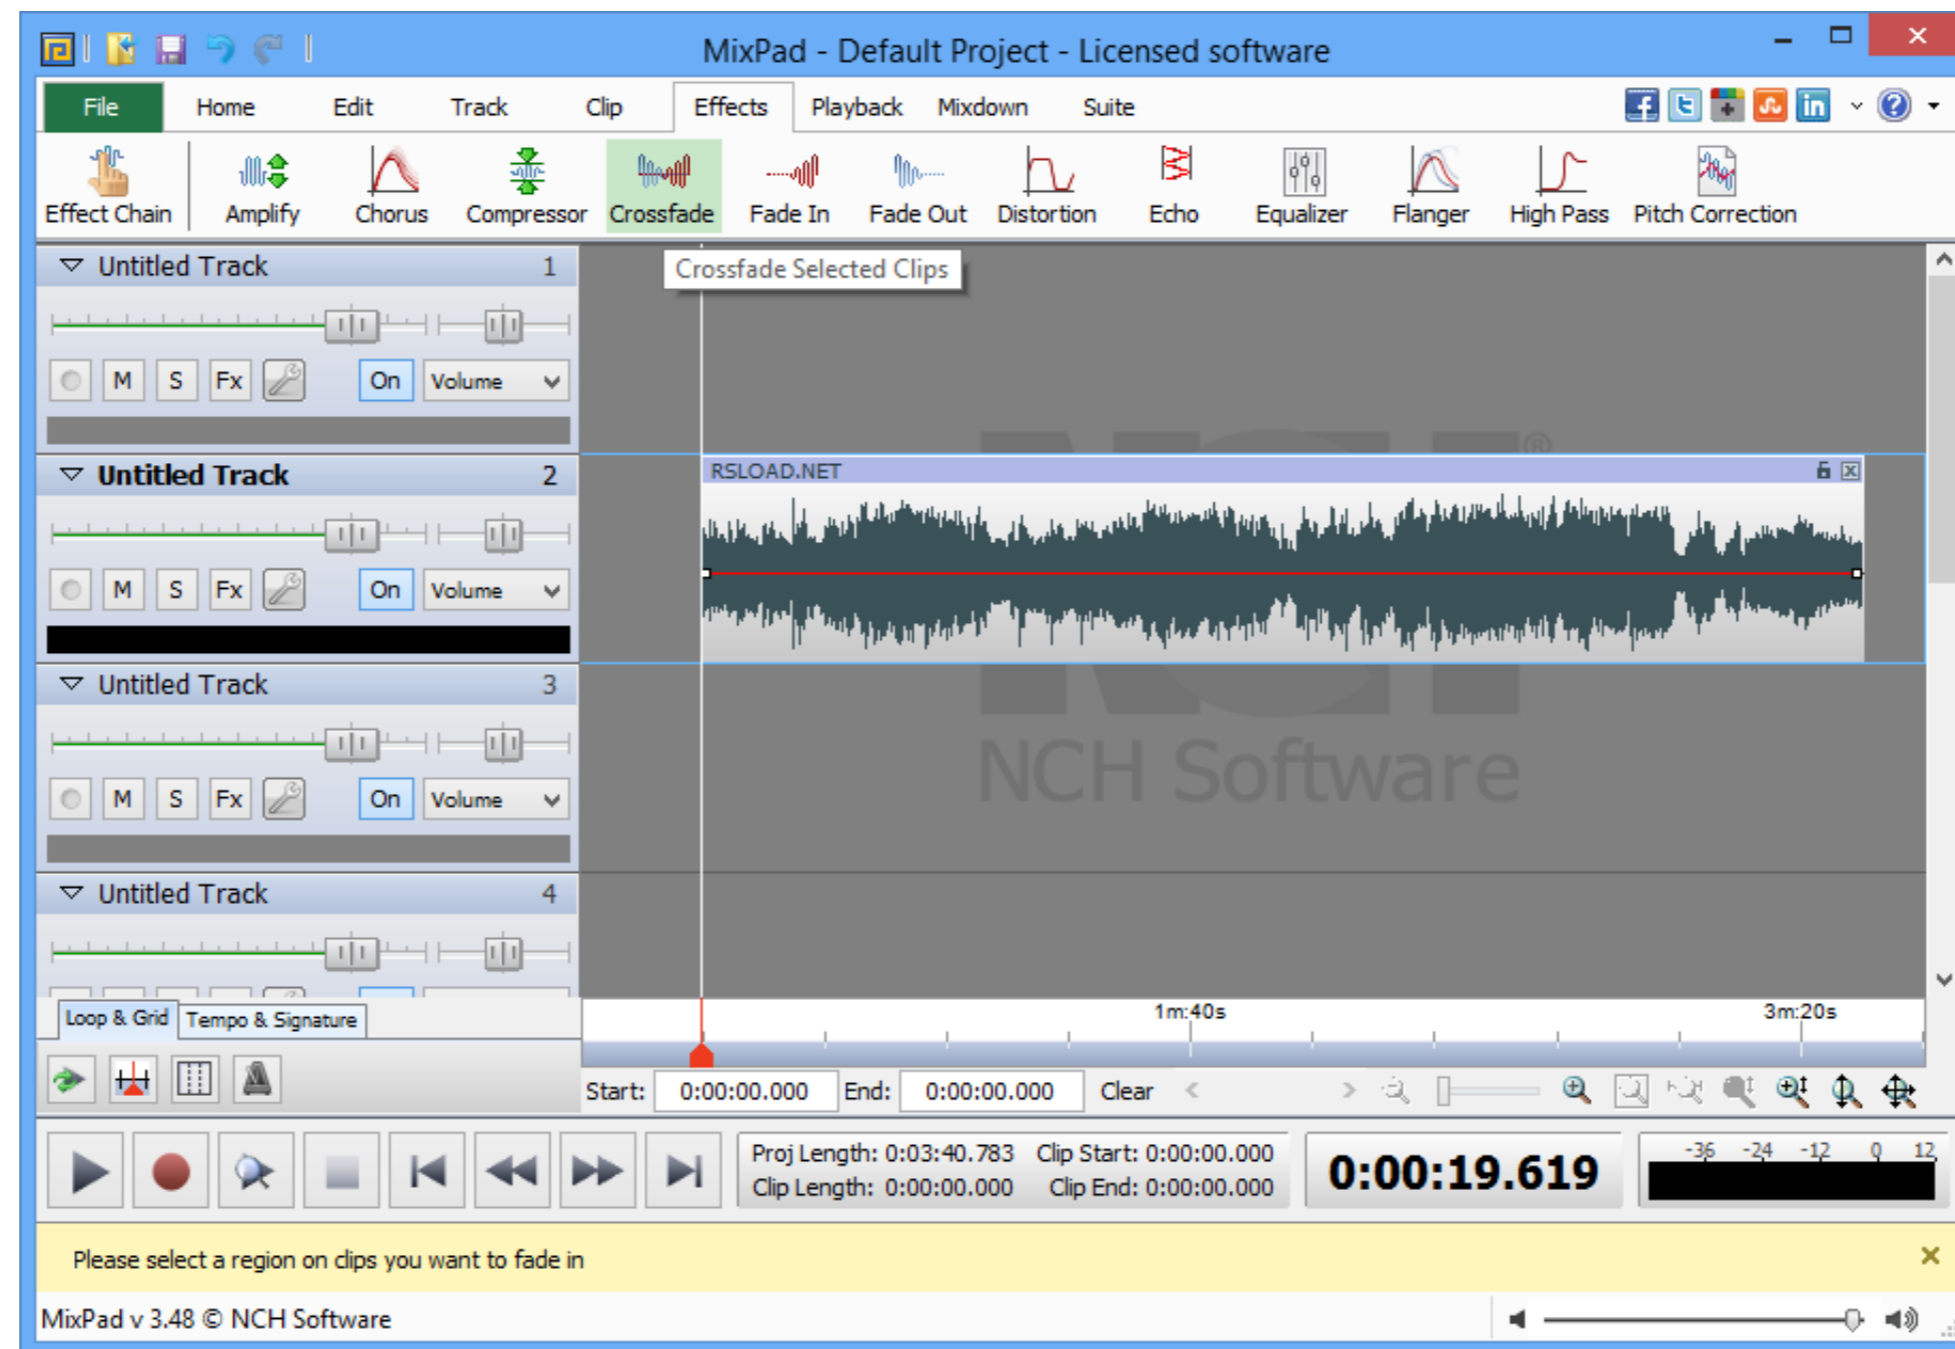 MixPad - Default Project - Licensed software
File Home Edit Track Clip Effects Playback Mixdown Suite
Effect Chain Amplify Chorus Compressor Crossfade Fade In Fade Out Distortion Echo Equalizer Flanger High Pass Pitch Correction
Crossfade Selected Clips
Untitled Track 1
M S Fx On Volume
Untitled Track 2
RSLOAD.NET
M S Fx On Volume
Untitled Track 3
M S Fx On Volume
NCH Software
Untitled Track 4
Loop & Grid Tempo & Signature
1m:40s 3m:20s
Start: 0:00:00.000 End: 0:00:00.000 Clear
Proj Length: 0:03:40.783 Clip Start: 0:00:00.000
Clip Length: 0:00:00.000 Clip End: 0:00:00.000
0:00:19.619
-36 -24 -12 0 12
Please select a region on clips you want to fade in
MixPad v 3.48 © NCH Software